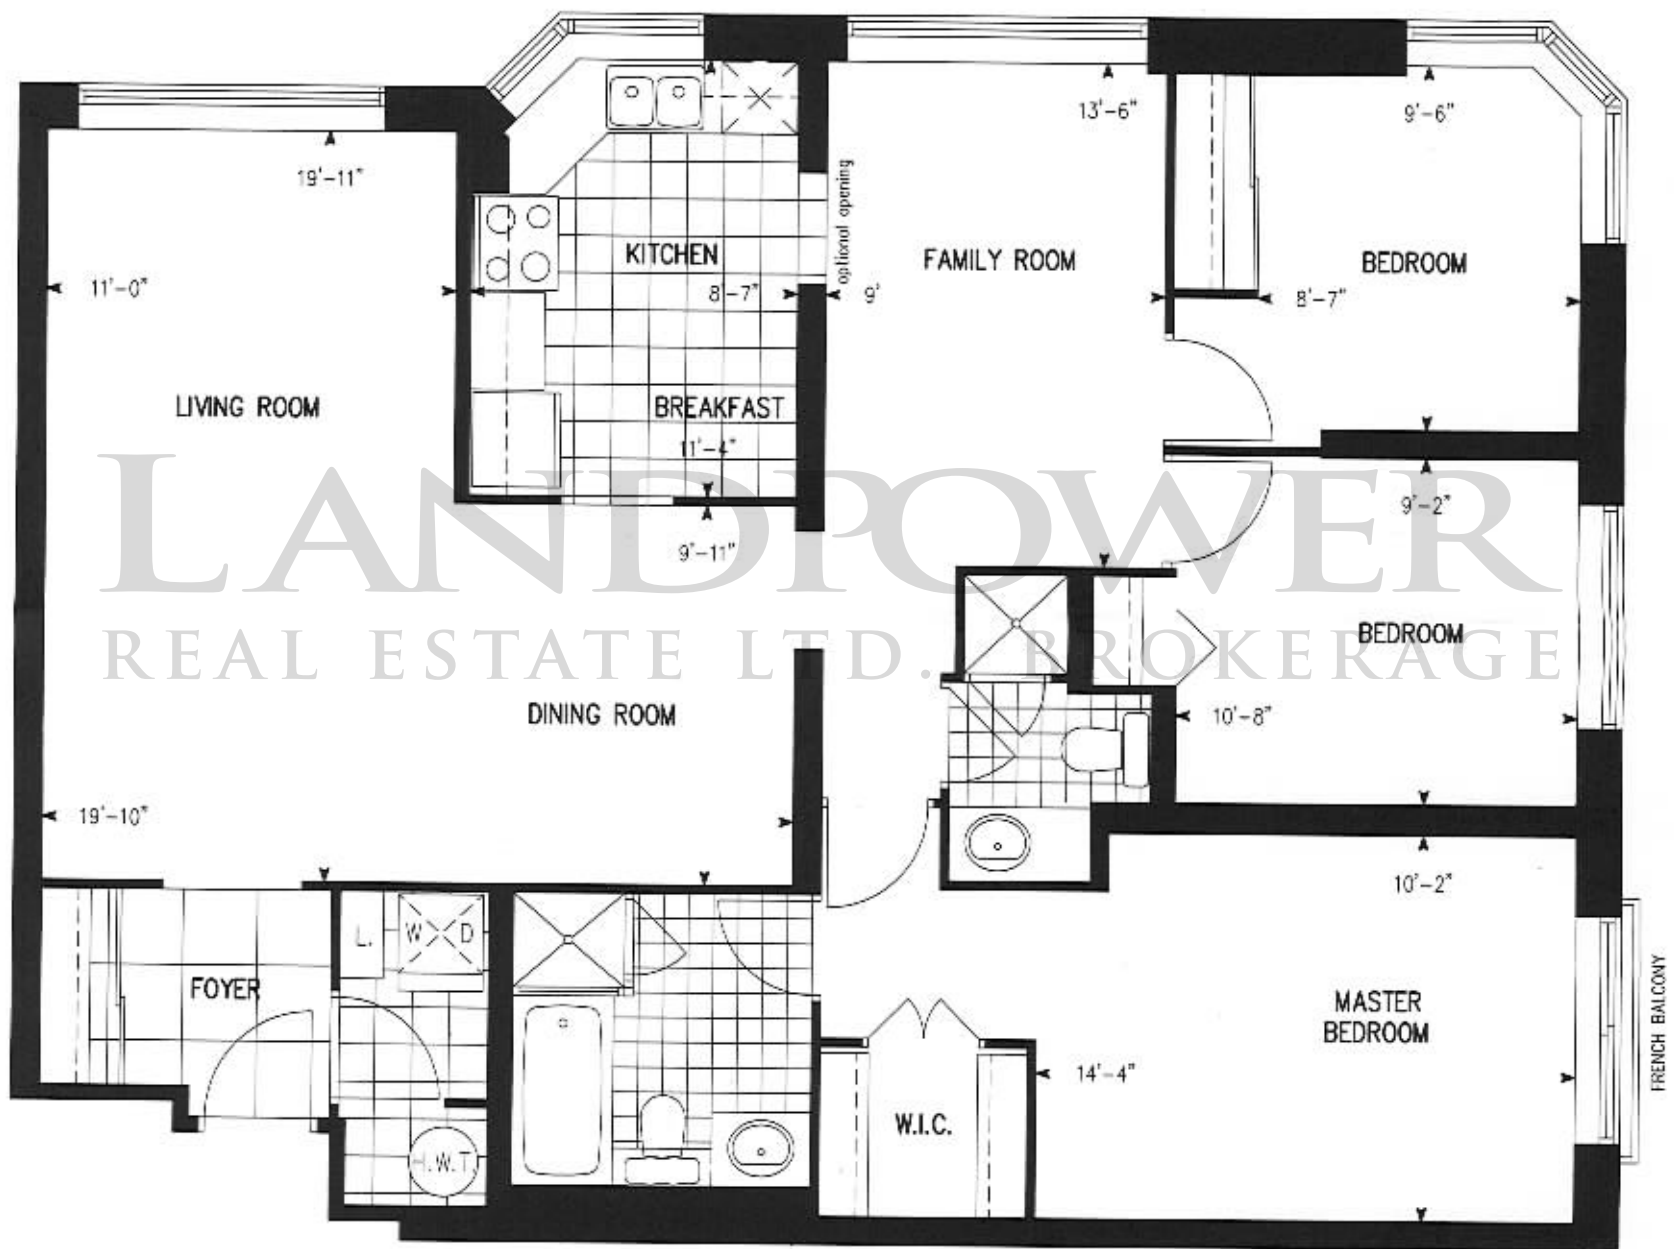 13'-6"
9'-6"
19'-11"
optional opening
KITCHEN
FAMILY ROOM
BEDROOM
11'-0"
8'-7"
9'
8'-7"
LIVING ROOM
BREAKFAST
11'-4"
LANDPOWER
9'-2"
9'-11"
REAL ESTATE LTD. BROKERAGE
BEDROOM
DINING ROOM
10'-8"
19'-10"
10'-2"
L.
W D
FOYER
MASTER
BEDROOM
FRENCH BALCONY
14'-4"
W.I.C.
H.W.T.